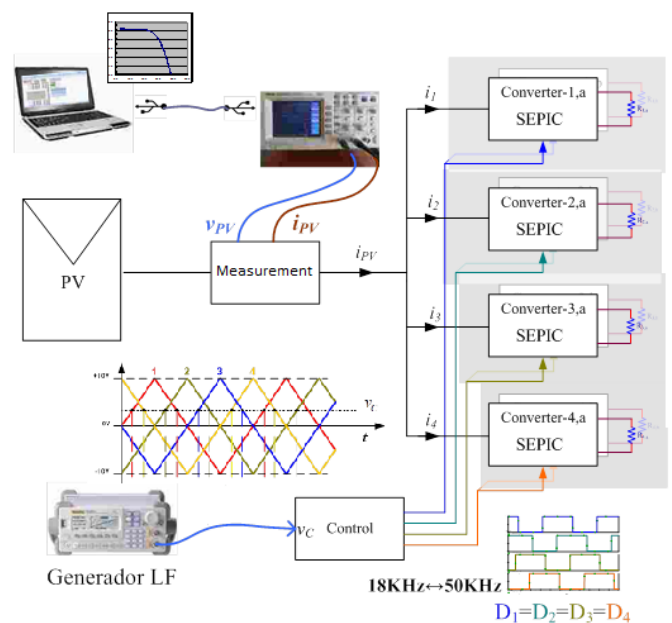 i1
Converter-1,a
SEPIC
vPV
iPV
i2
Converter-2,a
SEPIC
PV
Measurement
iPV
i3
Converter-3,a
SEPIC
+10v
1 2 3 4
vc
0V
t
-10v
i4
Converter-4,a
SEPIC
vC
Control
Generador LF
18KHz↔50KHz
D1=D2=D3=D4